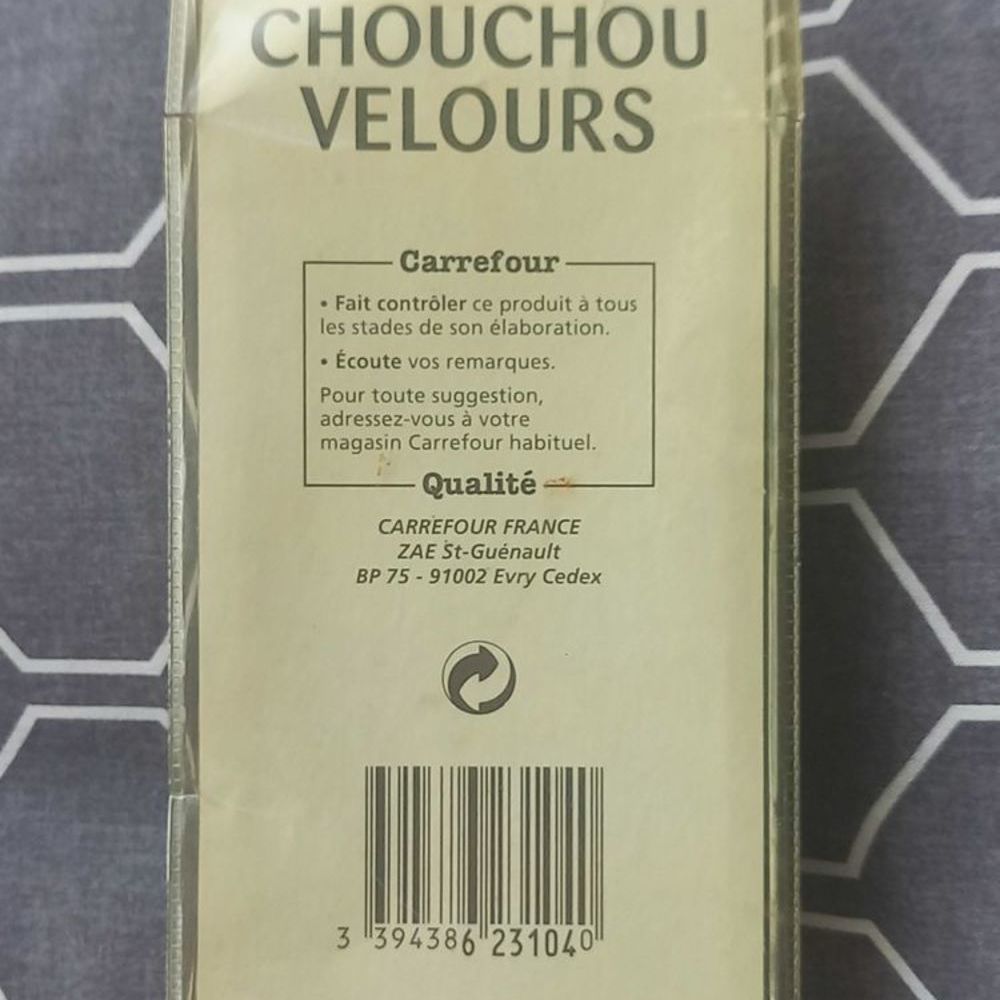 CHOUCHOU
VELOURS
Carrefour
• Fait contrôler ce produit à tous
les stades de son élaboration.
• Écoute vos remarques.
Pour toute suggestion,
adressez-vous à votre
magasin Carrefour habituel.
Qualité
CARREFOUR FRANCE
ZAE St-Guénault
BP 75 - 91002 Evry Cedex
3 394386 231040